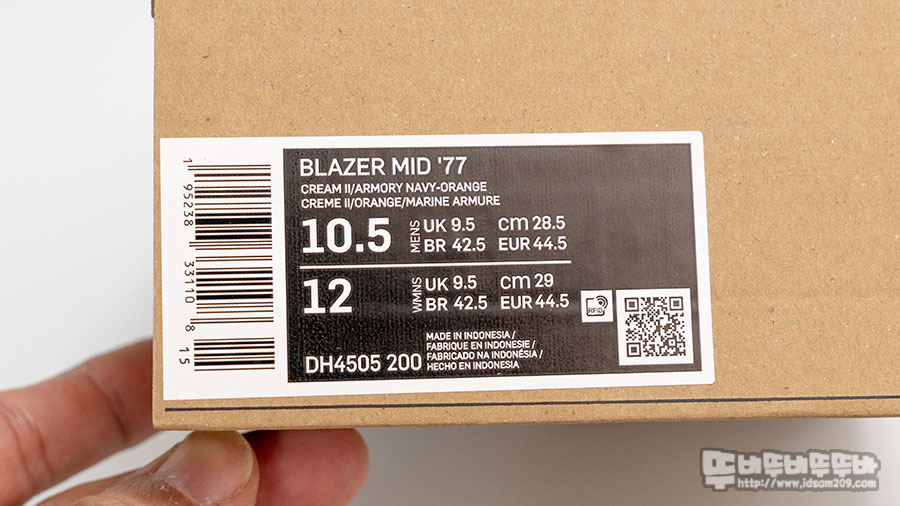 BLAZER MID '77
CREAM II/ARMORY NAVY-ORANGE
CREME II/ORANGE/MARINE ARMURE
10.5 MENS UK 9.5 cm 28.5
BR 42.5 EUR 44.5
12 WMNS UK 9.5 cm 29
BR 42.5 EUR 44.5
RFID
DH4505 200
MADE IN INDONESIA /
FABRIQUE EN INDONESIE /
FABRICADO NA INDONÉSIA /
HECHO EN INDONESIA
1 95238 33110 8 15
뚜바뚜바뚜뚜바
http://www.idsam209.com